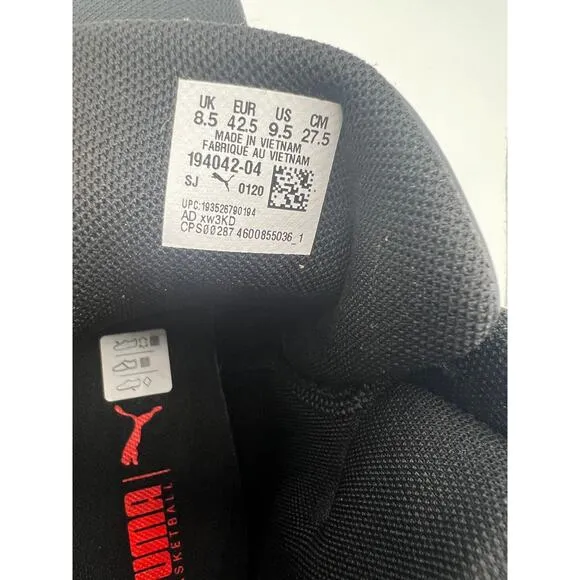 UK EUR US CM
8.5 42.5 9.5 27.5
MADE IN VIETNAM
FABRIQUE AU VIETNAM
194042-04
SJ 0120
UPC:193526790194
AD xw3KD
CPS00287 4600855036_1
PUMA
BASKETBALL